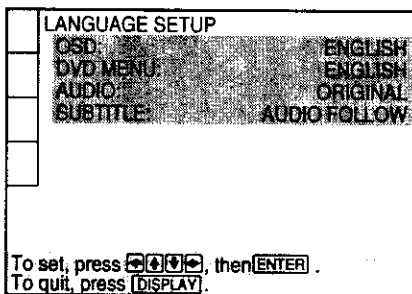 LANGUAGE SETUP
OSD: ENGLISH
DVD MENU: ENGLISH
AUDIO: ORIGINAL
SUBTITLE: AUDIO FOLLOW
To set, press ←↑↓→, then ENTER .
To quit, press DISPLAY.